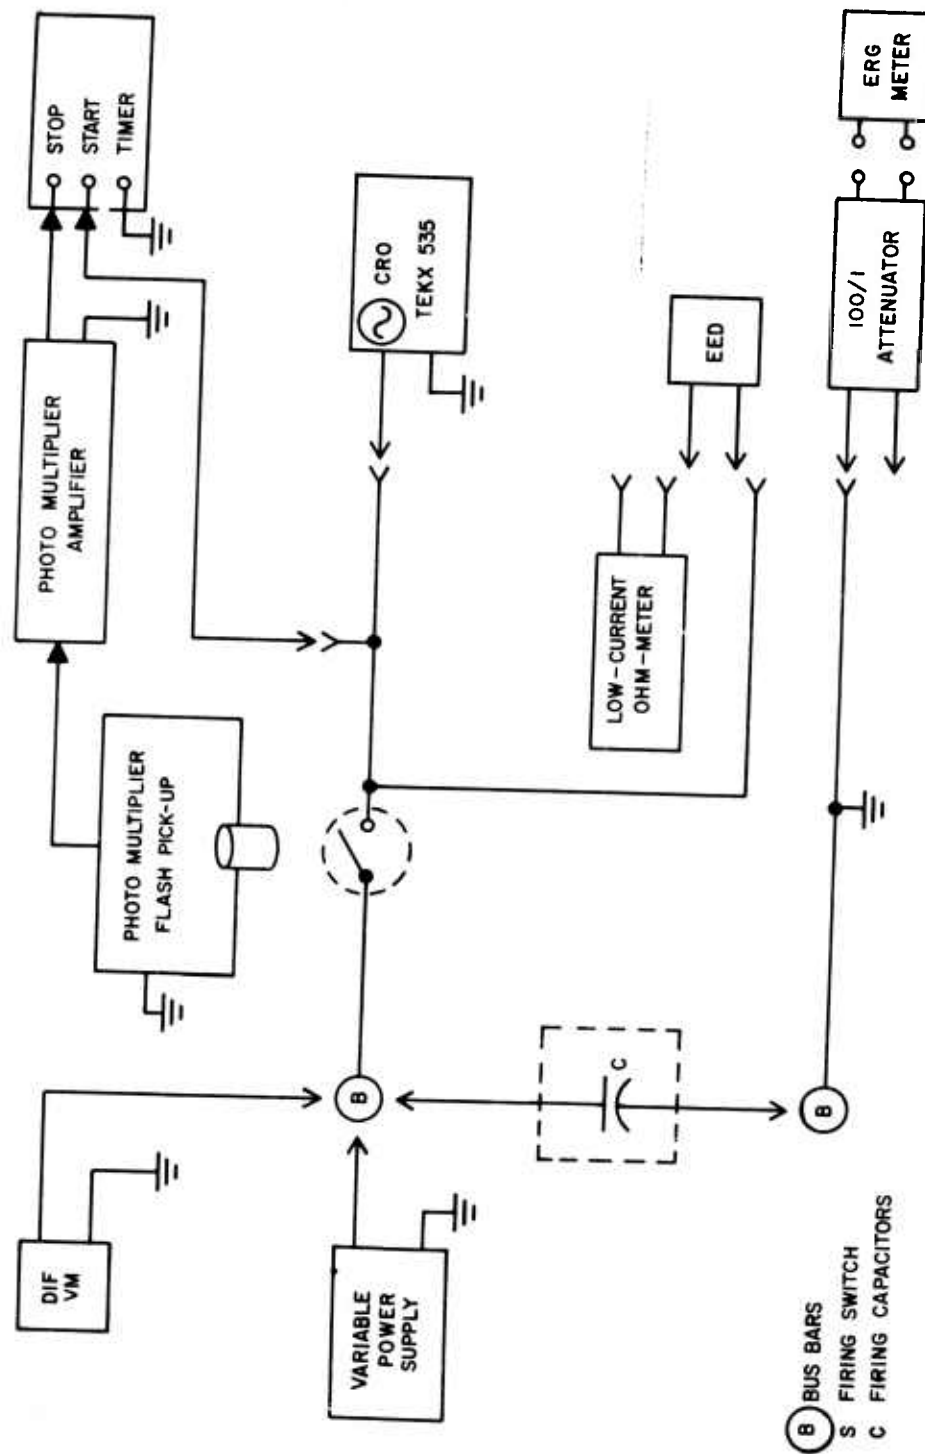 DIF
VM
PHOTO MULTIPLIER
FLASH PICK-UP
PHOTO MULTIPLIER
AMPLIFIER
STOP
START
TIMER
VARIABLE
POWER
SUPPLY
B
CRO
TEKX 535
C
LOW-CURRENT
OHM-METER
EED
B
100/1
ATTENUATOR
ERG
METER
B BUS BARS
S FIRING SWITCH
C FIRING CAPACITORS